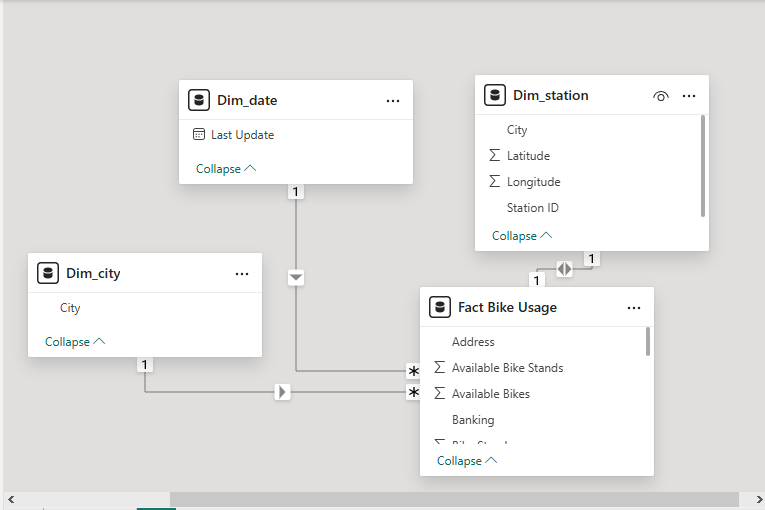 Dim_date
Last Update
Collapse
1
Dim_station
City
Latitude
Longitude
Station ID
Collapse
1
1
Dim_city
City
Collapse
1
*
*
Fact Bike Usage
Address
Available Bike Stands
Available Bikes
Banking
Collapse